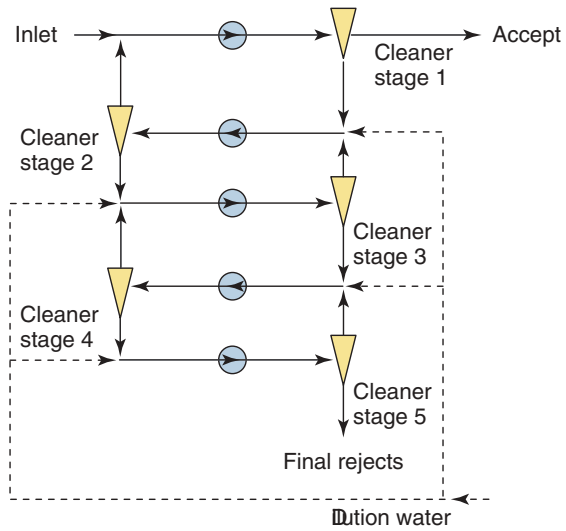 Inlet
Accept
Cleaner
stage 1
Cleaner
stage 2
Cleaner
stage 3
Cleaner
stage 4
Cleaner
stage 5
Final rejects
Dilution water